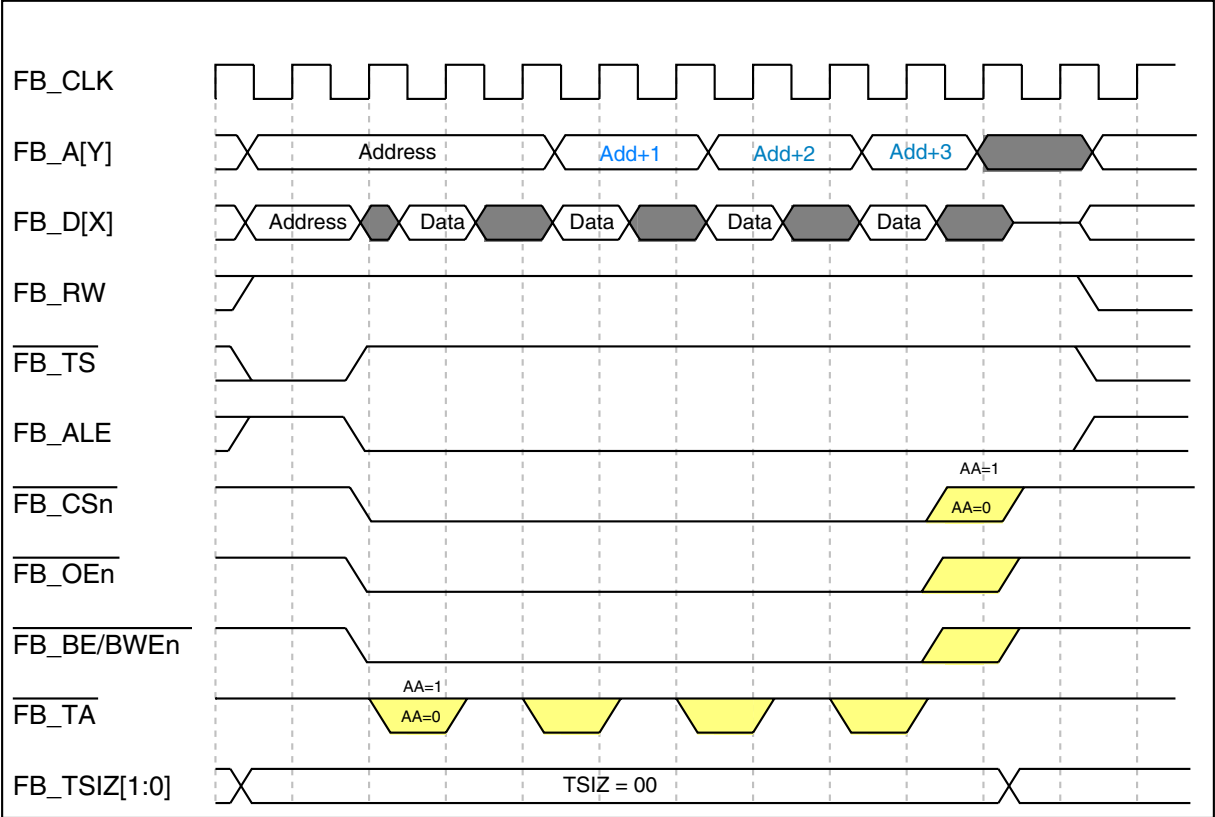 FB_CLK
FB_A[Y] Address Add+1 Add+2 Add+3
FB_D[X] Address Data Data Data Data
FB_RW
FB_TS
FB_ALE
AA=1
FB_CSn AA=0
FB_OEn
FB_BE/BWEn
AA=1
FB_TA AA=0
FB_TSIZ[1:0] TSIZ = 00